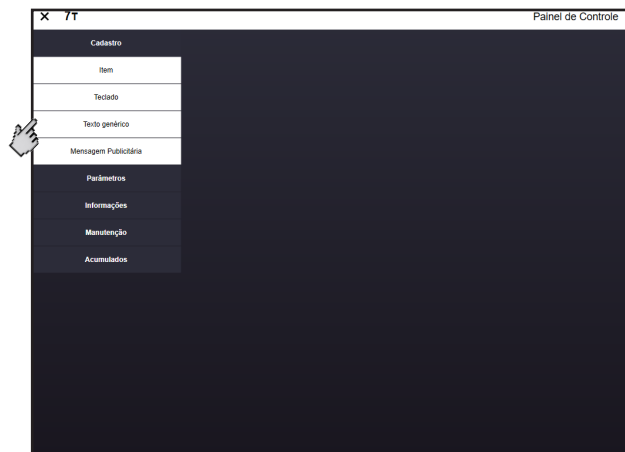 ✕ 7T Painel de Controle
Cadastro
Item
Teclado
Texto genérico
Mensagem Publicitária
Parâmetros
Informações
Manutenção
Acumulados